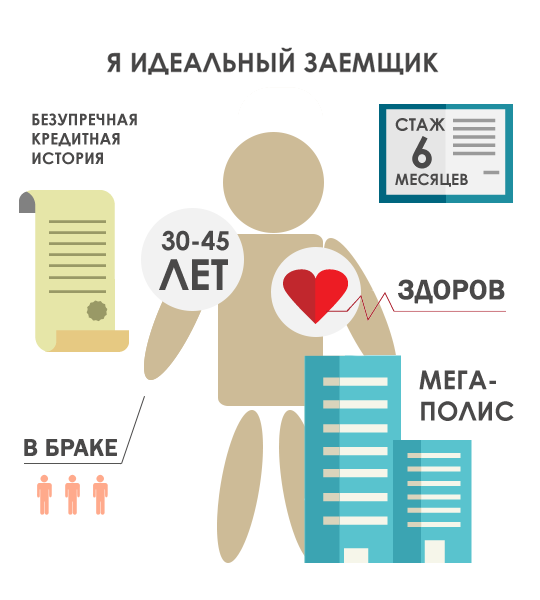 Я ИДЕАЛЬНЫЙ ЗАЕМЩИК
БЕЗУПРЕЧНАЯ
КРЕДИТНАЯ
ИСТОРИЯ
СТАЖ
6
МЕСЯЦЕВ
30-45
ЛЕТ
ЗДОРОВ
МЕГА-
ПОЛИС
В БРАКЕ